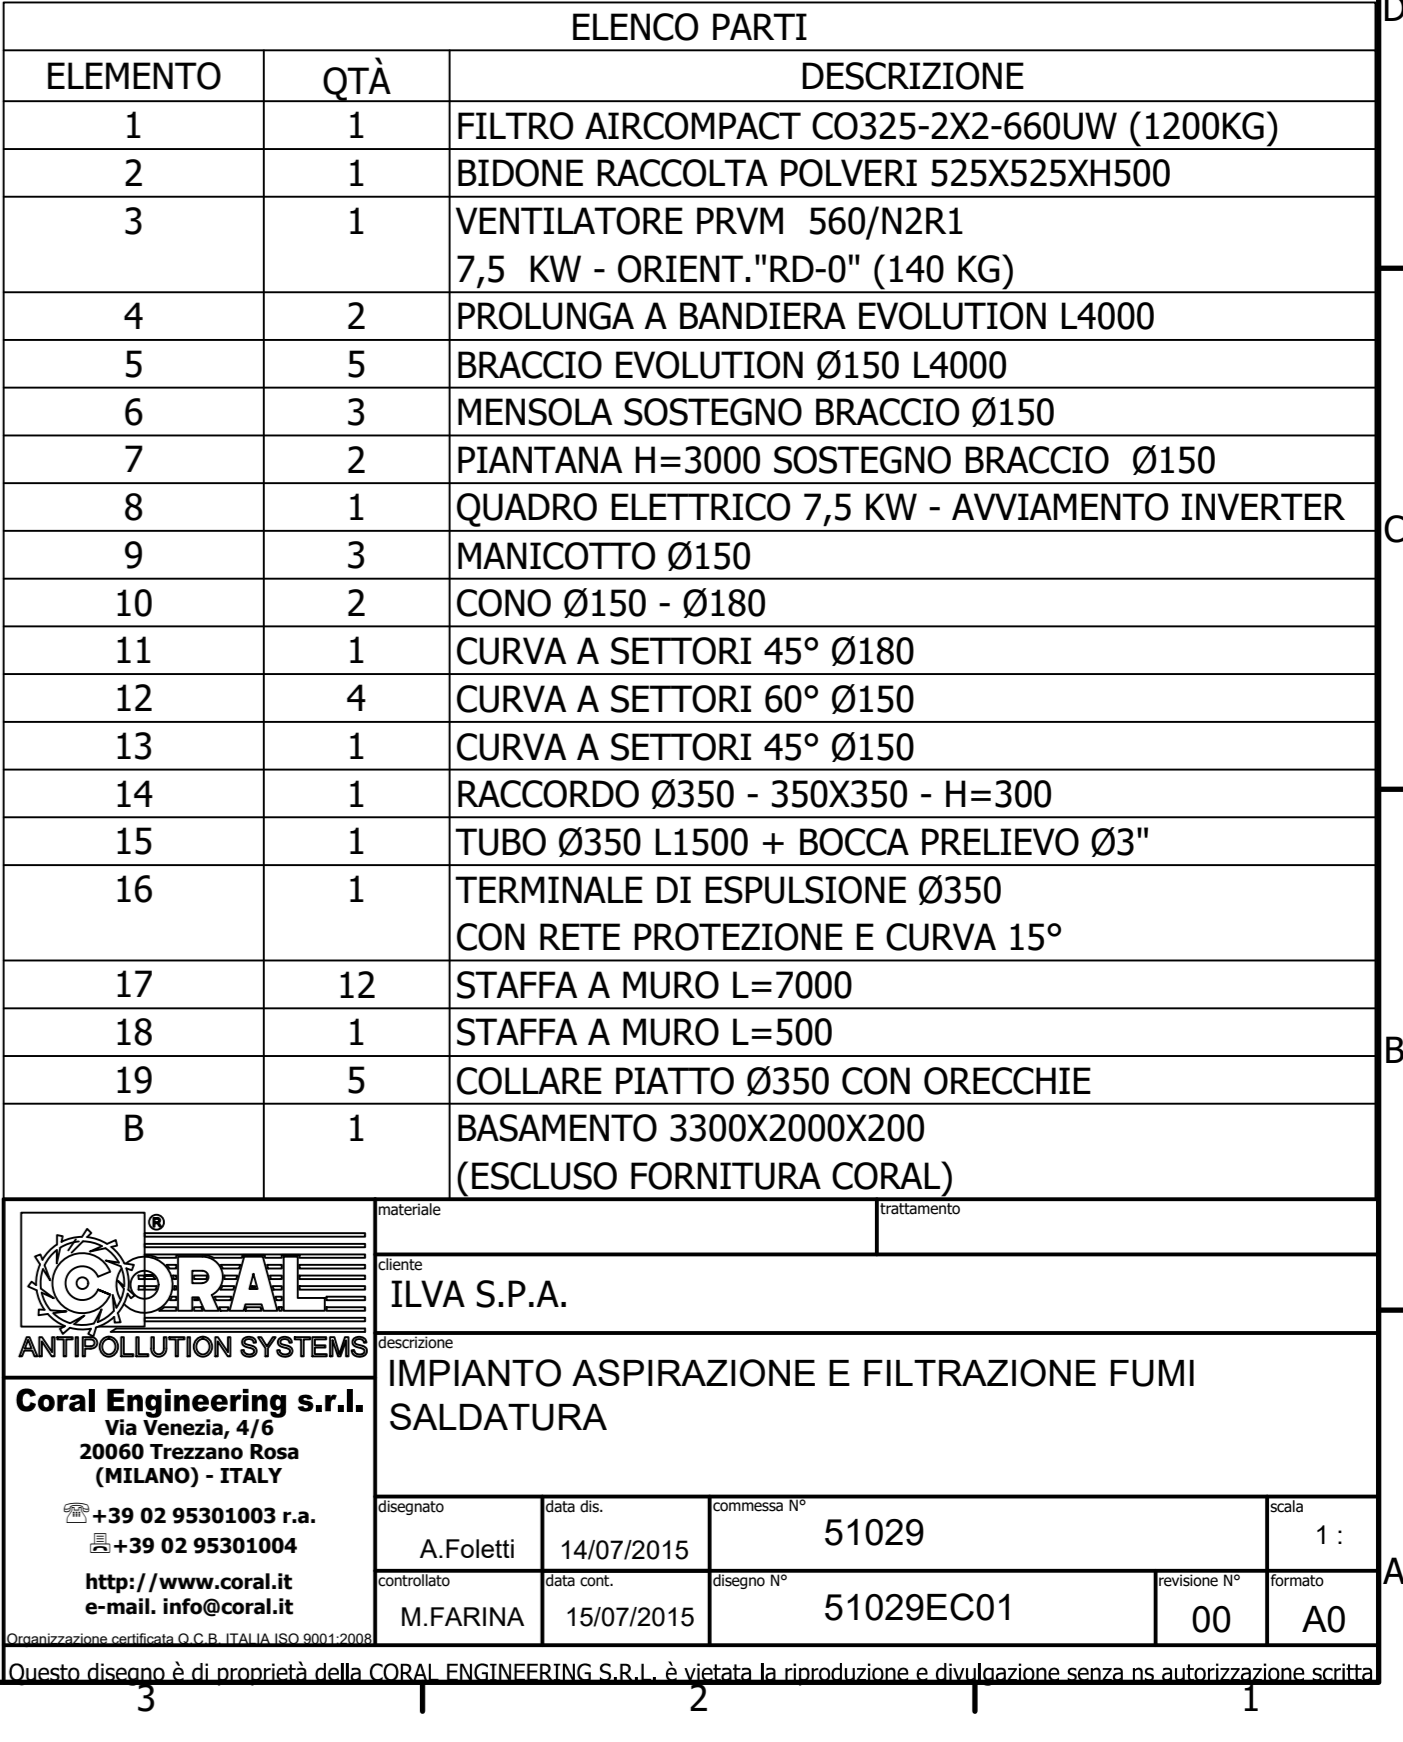 ELENCO PARTI
ELEMENTO QTÀ DESCRIZIONE
1 1 FILTRO AIRCOMPACT CO325-2X2-660UW (1200KG)
2 1 BIDONE RACCOLTA POLVERI 525X525XH500
3 1 VENTILATORE PRVM 560/N2R1
7,5 KW - ORIENT."RD-0" (140 KG)
4 2 PROLUNGA A BANDIERA EVOLUTION L4000
5 5 BRACCIO EVOLUTION Ø150 L4000
6 3 MENSOLA SOSTEGNO BRACCIO Ø150
7 2 PIANTANA H=3000 SOSTEGNO BRACCIO Ø150
8 1 QUADRO ELETTRICO 7,5 KW - AVVIAMENTO INVERTER
9 3 MANICOTTO Ø150
10 2 CONO Ø150 - Ø180
11 1 CURVA A SETTORI 45° Ø180
12 4 CURVA A SETTORI 60° Ø150
13 1 CURVA A SETTORI 45° Ø150
14 1 RACCORDO Ø350 - 350X350 - H=300
15 1 TUBO Ø350 L1500 + BOCCA PRELIEVO Ø3"
16 1 TERMINALE DI ESPULSIONE Ø350
CON RETE PROTEZIONE E CURVA 15°
17 12 STAFFA A MURO L=7000
18 1 STAFFA A MURO L=500
19 5 COLLARE PIATTO Ø350 CON ORECCHIE
B 1 BASAMENTO 3300X2000X200
(ESCLUSO FORNITURA CORAL)
D
C
B
A
CORAL ®
ANTIPOLLUTION SYSTEMS
Coral Engineering s.r.l.
Via Venezia, 4/6
20060 Trezzano Rosa
(MILANO) - ITALY
☎+39 02 95301003 r.a.
+39 02 95301004
http://www.coral.it
e-mail. info@coral.it
Organizzazione certificata Q.C.B. ITALIA ISO 9001:2008
materiale trattamento
cliente
ILVA S.P.A.
descrizione
IMPIANTO ASPIRAZIONE E FILTRAZIONE FUMI
SALDATURA
disegnato data dis. commessa N° scala
A.Foletti 14/07/2015 51029 1 :
controllato data cont. disegno N° revisione N° formato
M.FARINA 15/07/2015 51029EC01 00 A0
Questo disegno è di proprietà della CORAL ENGINEERING S.R.L. è vietata la riproduzione e divulgazione senza ns autorizzazione scritta
3 2 1